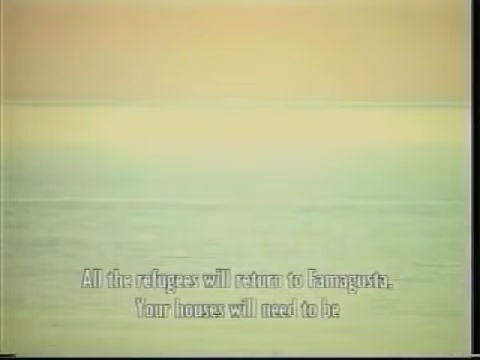 All the refugees will return to Famagusta.
Your houses will need to be